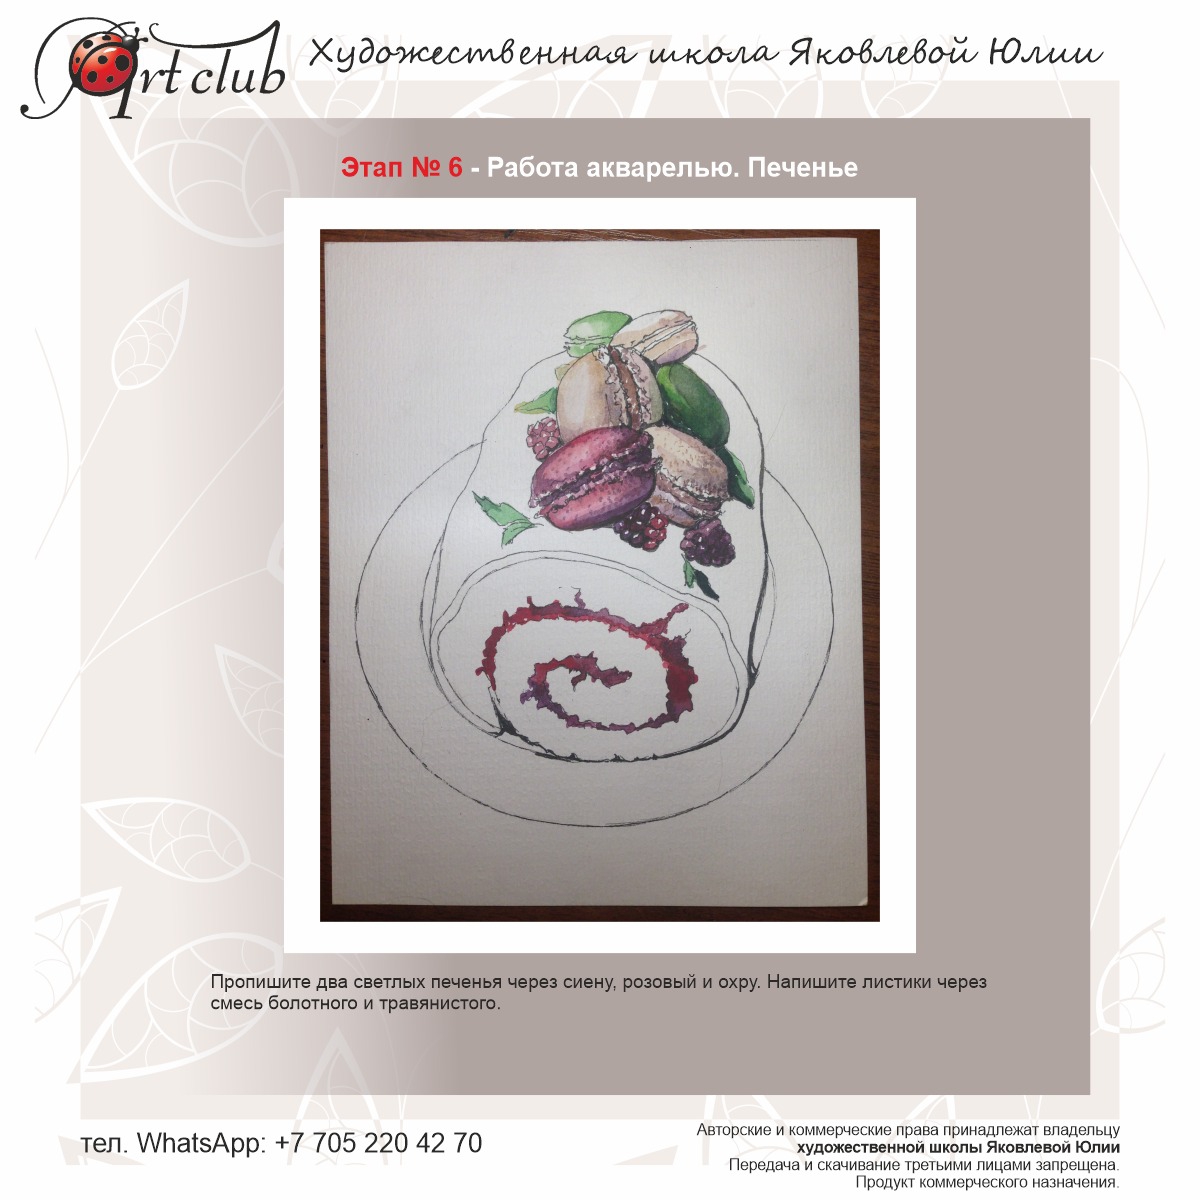 Art club
Художественная школа Яковлевой Юлии
Этап № 6 - Работа акварелью. Печенье
Пропишите два светлых печенья через сиену, розовый и охру. Напишите листики через
смесь болотного и травянистого.
тел. WhatsApp: +7 705 220 42 70
Авторские и коммерческие права принадлежат владельцу
художественной школы Яковлевой Юлии
Передача и скачивание третьими лицами запрещена.
Продукт коммерческого назначения.